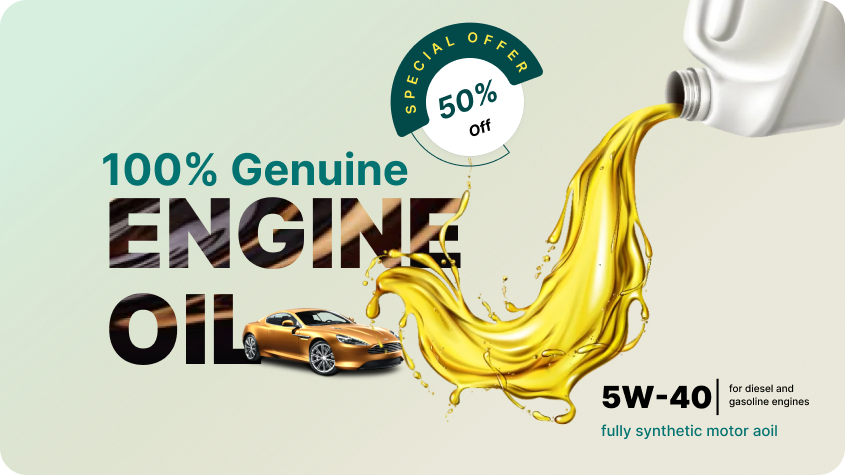 SPECIAL OFFER
50%
Off
100% Genuine
ENGINE
OIL
5W-40
for diesel and
gasoline engines
fully synthetic motor aoil